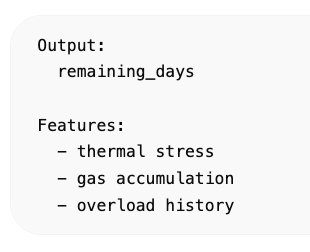 Output:
remaining_days
Features:
- thermal stress
- gas accumulation
- overload history